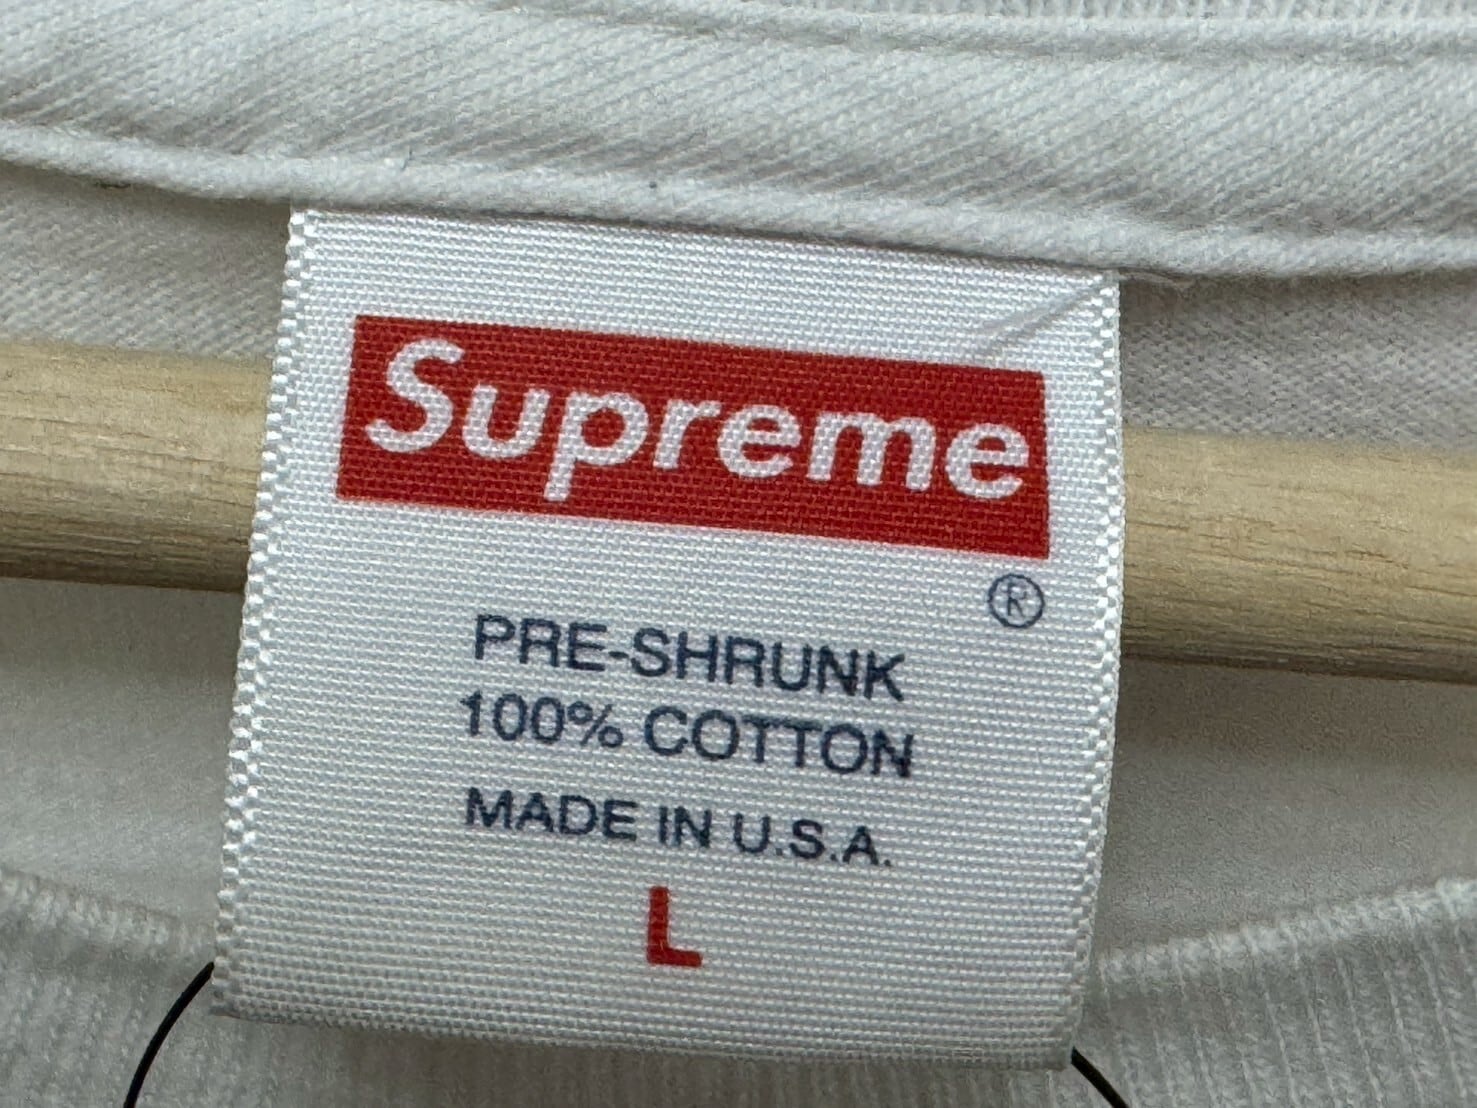 Supreme
®
PRE-SHRUNK
100% COTTON
MADE IN U.S.A.
L